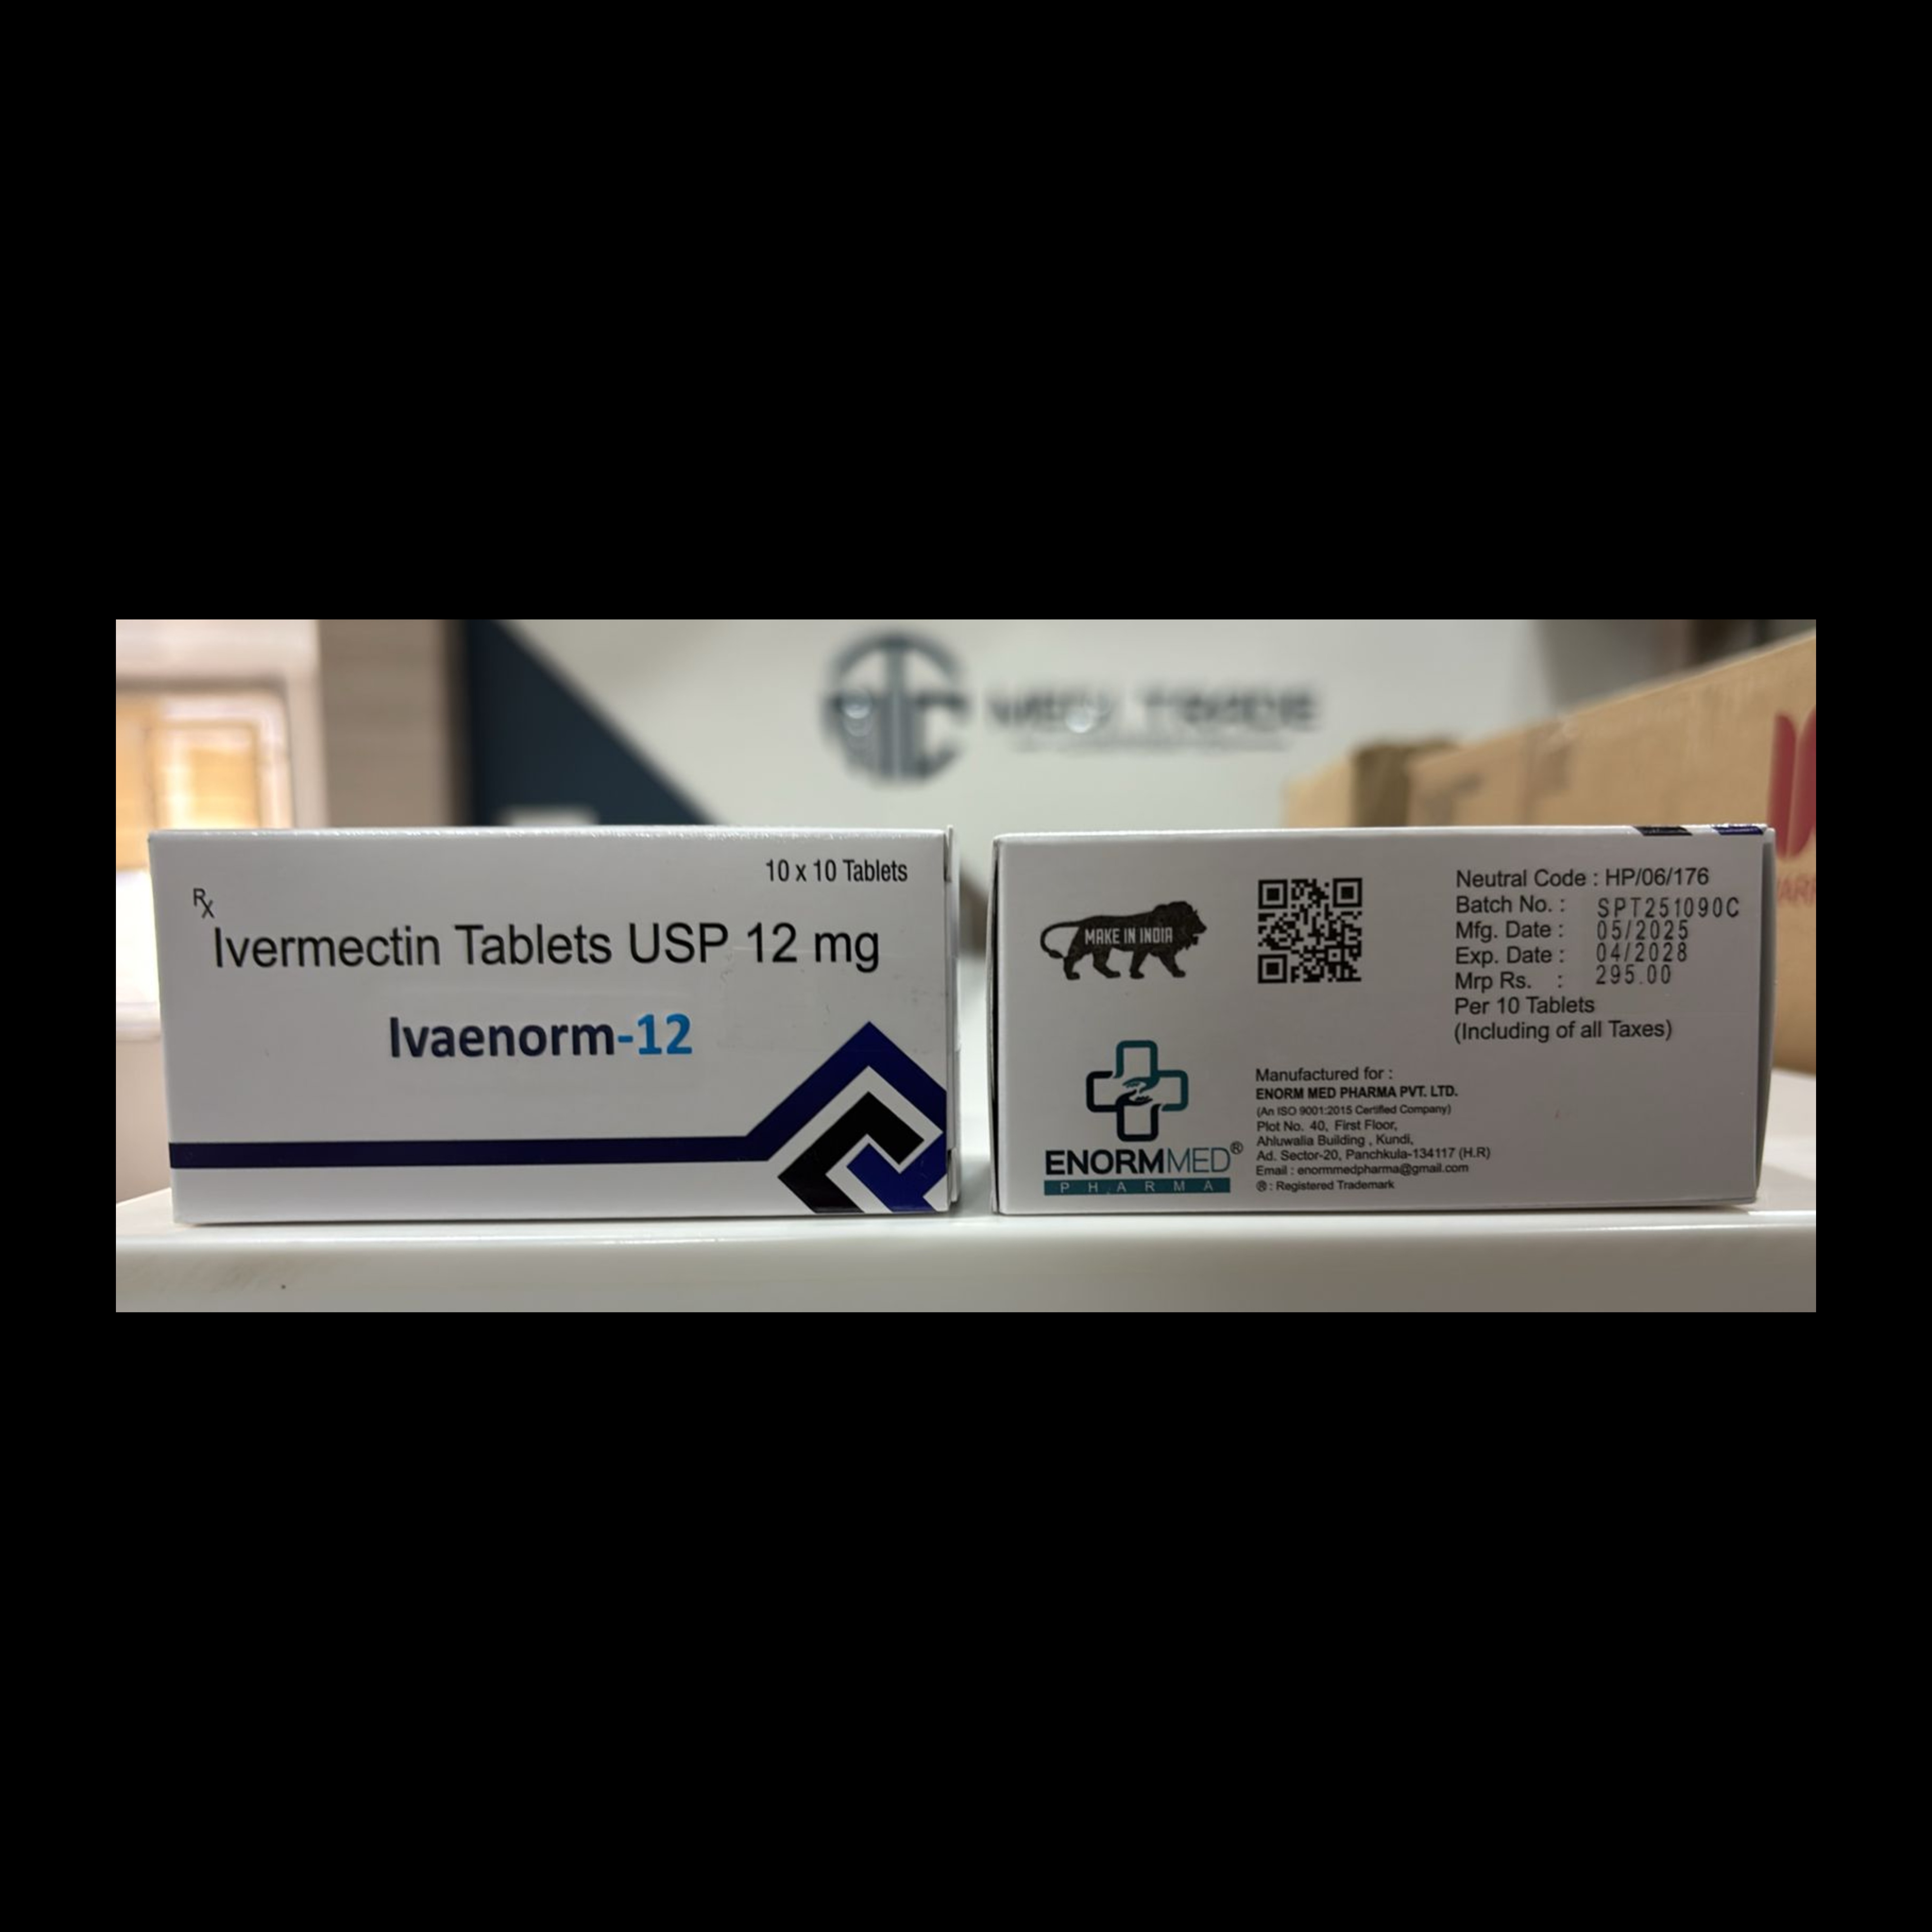 10 x 10 Tablets
Rx
Ivermectin Tablets USP 12 mg
Ivaenorm-12
MAKE IN INDIA
Neutral Code : HP/06/176
Batch No. : SPT251090C
Mfg. Date : 05/2025
Exp. Date : 04/2028
Mrp Rs. : 295.00
Per 10 Tablets
(Including of all Taxes)
ENORMMED®
PHARMA
Manufactured for :
ENORM MED PHARMA PVT. LTD.
(An ISO 9001:2015 Certified Company)
Plot No. 40, First Floor,
Ahluwalia Building , Kundi,
Ad. Sector-20, Panchkula-134117 (H.R)
Email : enormmedpharma@gmail.com
®: Registered Trademark
MED TRADE